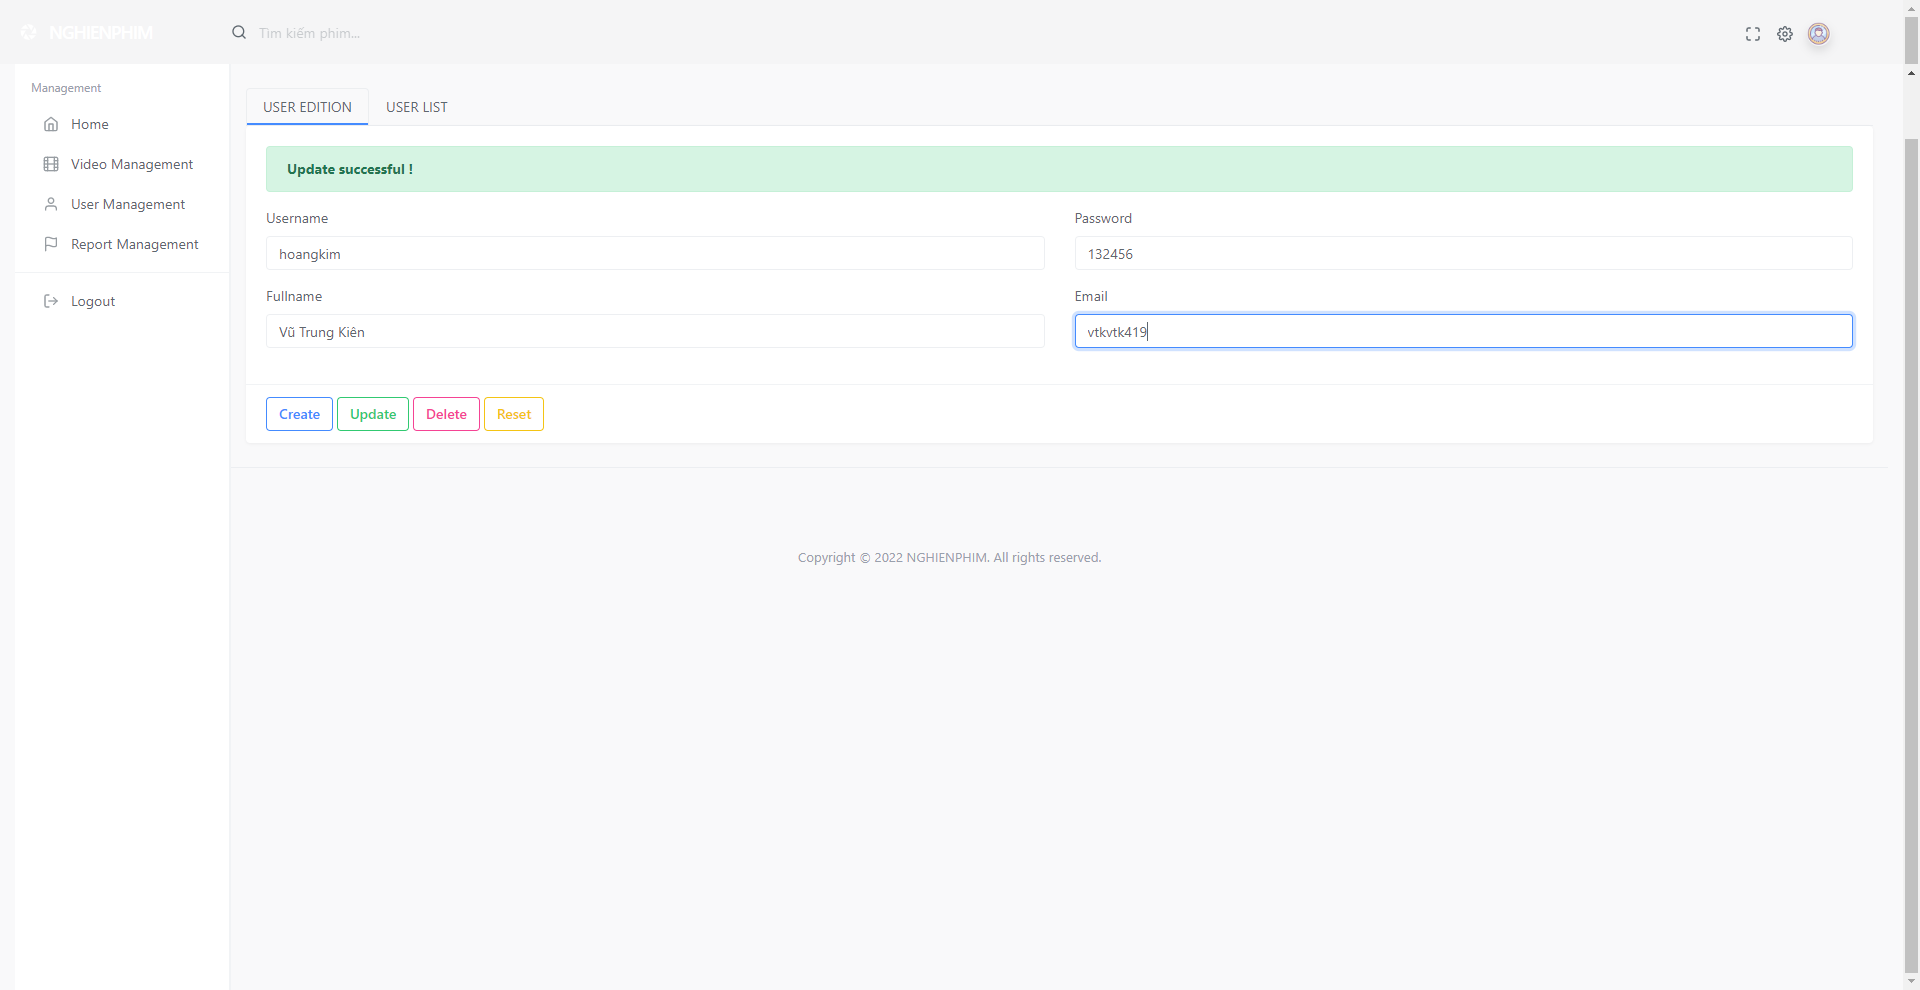 NGHIENPHIM
Tìm kiếm phim...
Management
Home
Video Management
User Management
Report Management
Logout
USER EDITION
USER LIST
Update successful !
Username
Password
hoangkim
132456
Fullname
Email
Vũ Trung Kiên
vtkvtk419
Create
Update
Delete
Reset
Copyright © 2022 NGHIENPHIM. All rights reserved.